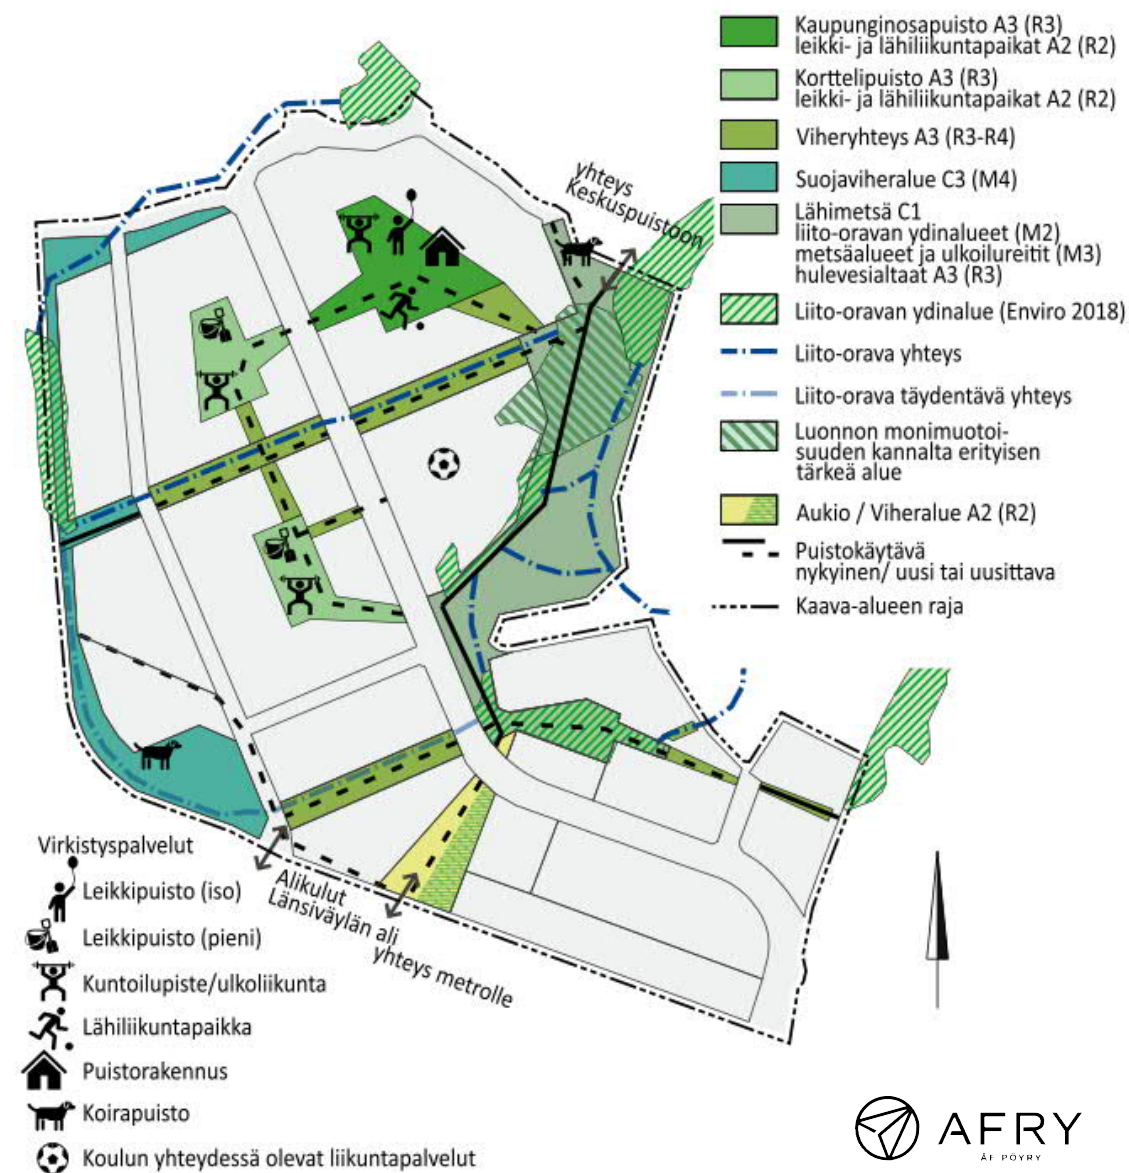 Kaupunginosapuisto A3 (R3)
leikki- ja lähiliikuntapaikat A2 (R2)
Korttelipuisto A3 (R3)
leikki- ja lähiliikuntapaikat A2 (R2)
Viheryhteys A3 (R3-R4)
Suojaviheralue C3 (M4)
Lähimetsä C1
liito-oravan ydinalueet (M2)
metsäalueet ja ulkoilureitit (M3)
hulevesialtaat A3 (R3)
Liito-oravan ydinalue (Enviro 2018)
Liito-orava yhteys
Liito-orava täydentävä yhteys
Luonnon monimuotoi-
suuden kannalta erityisen
tärkeä alue
Aukio / Viheralue A2 (R2)
Puistokäytävä
nykyinen/ uusi tai uusittava
Kaava-alueen raja
yhteys
Keskuspuistoon
Alikulut
Länsiväylän ali
yhteys metrolle
Virkistyspalvelut
Leikkipuisto (iso)
Leikkipuisto (pieni)
Kuntoilupiste/ulkoliikunta
Lähiliikuntapaikka
Puistorakennus
Koirapuisto
Koulun yhteydessä olevat liikuntapalvelut
AFRY
ÅF PÖYRY